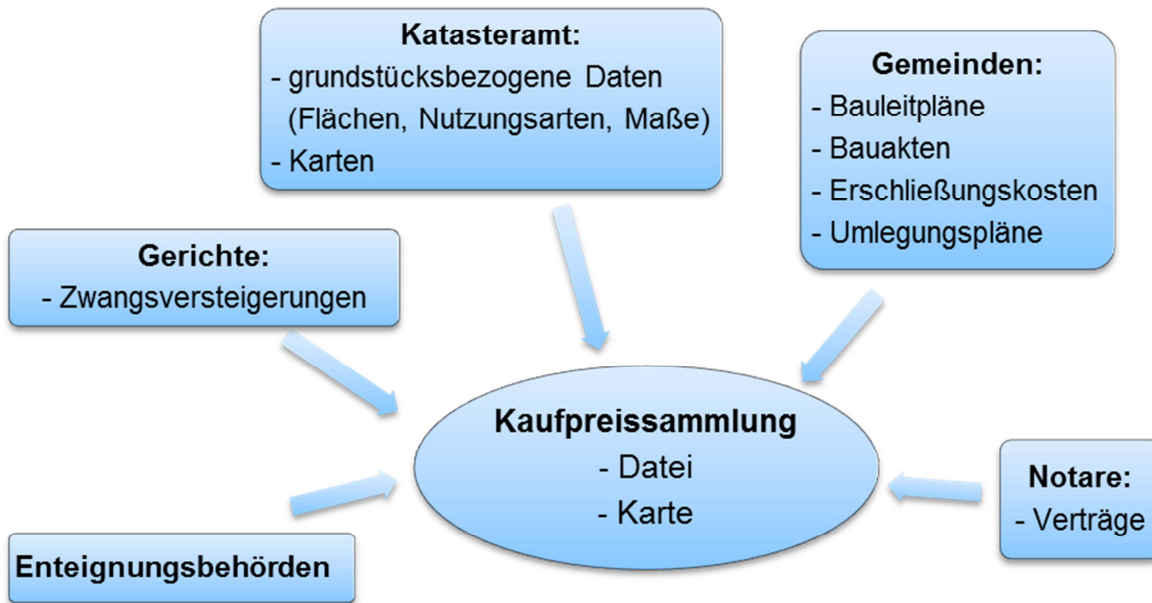 Katasteramt:
- grundstücksbezogene Daten
(Flächen, Nutzungsarten, Maße)
- Karten
Gemeinden:
- Bauleitpläne
- Bauakten
- Erschließungskosten
- Umlegungspläne
Gerichte:
- Zwangsversteigerungen
Kaufpreissammlung
- Datei
- Karte
Notare:
- Verträge
Enteignungsbehörden